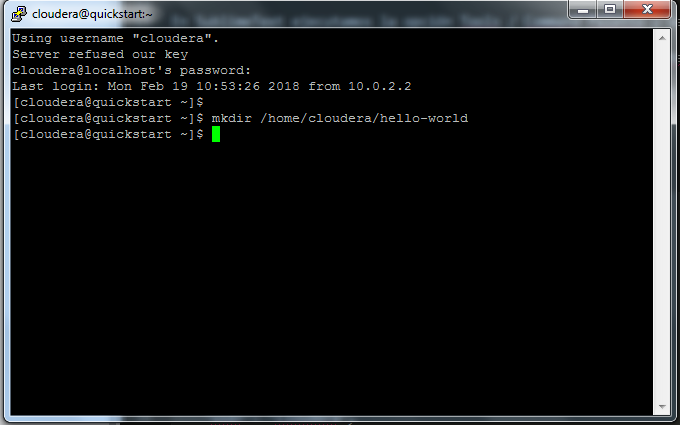 cloudera@quickstart:~
Using username "cloudera".
Server refused our key
cloudera@localhost's password:
Last login: Mon Feb 19 10:53:26 2018 from 10.0.2.2
[cloudera@quickstart ~]$
[cloudera@quickstart ~]$ mkdir /home/cloudera/hello-world
[cloudera@quickstart ~]$